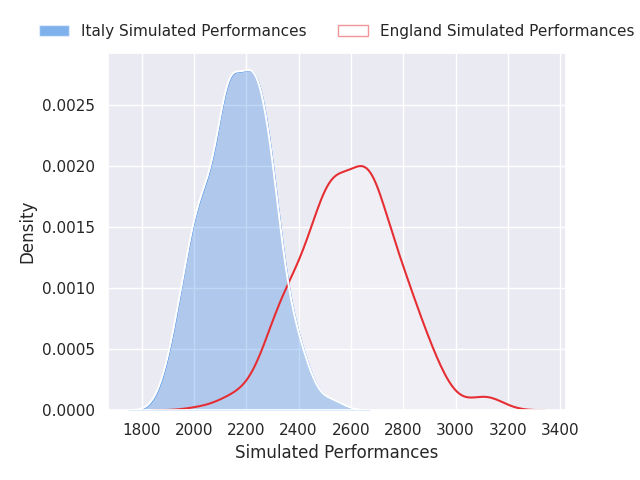 Italy Simulated Performances England Simulated Performances
0.0025
0.0020
0.0015
0.0010
0.0005
0.0000
Density
1800 2000 2200 2400 2600 2800 3000 3200 3400
Simulated Performances